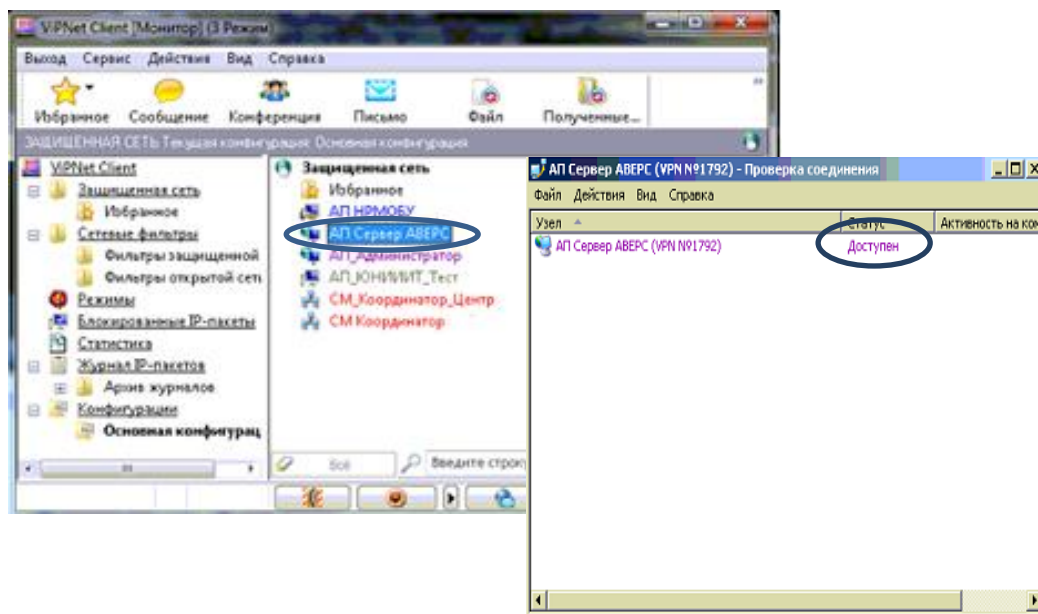 ViPNet Client [Монитор] (3 Режим)
Выход Сервис Действия Вид Справка
Избранное Сообщение Конференция Письмо Файл Полученные...
ЗАЩИЩЕННАЯ СЕТЬ: Текущая конфигурация: Основная конфигурация
ViPNet Client
Защищенная сеть
Избранное
Сетевые фильтры
Фильтры защищенной
Фильтры открытой сет
Режимы
Блокированные IP-пакеты
Статистика
Журнал IP-пакетов
Архив журналов
Конфигурации
Основная конфигурац
Защищенная сеть
Избранное
АП НРМОБУ
АП Сервер АВЕРС
АП_Администратор
АП_ЮНИИИТ_Тест
СМ_Координатор_Центр
СМ Координатор
Всё
Введите строк
АП Сервер АВЕРС (VPN №1792) - Проверка соединения
Файл Действия Вид Справка
Узел Статус Активность на ком
АП Сервер АВЕРС (VPN №1792) Доступен